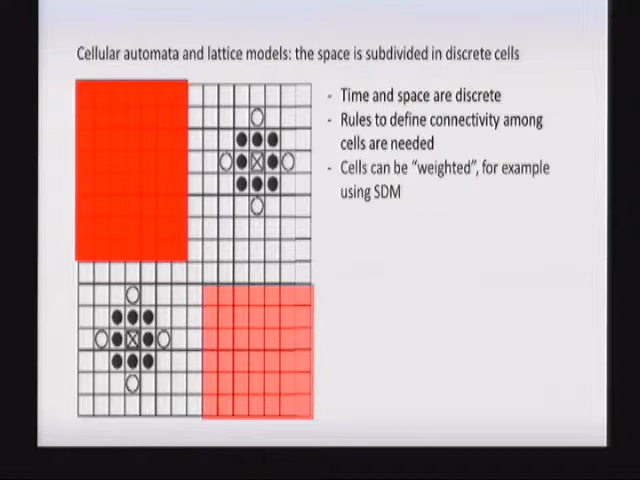 Cellular automata and lattice models: the space is subdivided in discrete cells
- Time and space are discrete
- Rules to define connectivity among
cells are needed
- Cells can be "weighted", for example
using SDM